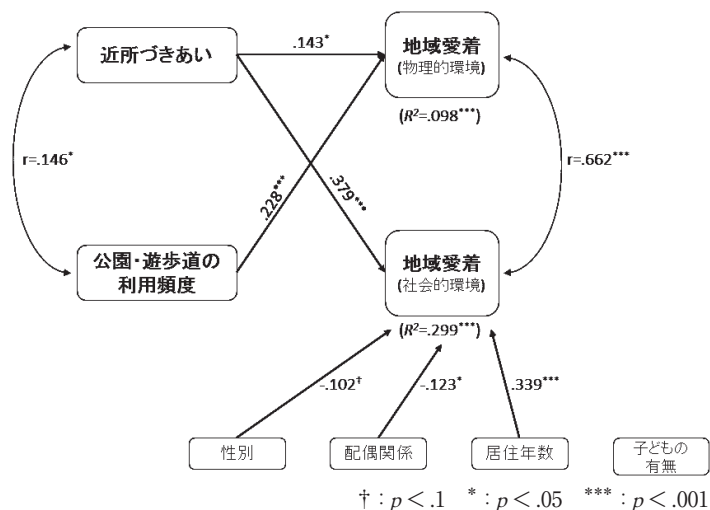 近所づきあい
.143*
地域愛着
(物理的環境)
(R²=.098***)
r=.146*
r=.662***
.228***
.379***
公園・遊歩道の
利用頻度
地域愛着
(社会的環境)
(R²=.299***)
-.102†
-.123*
.339***
性別
配偶関係
居住年数
子どもの
有無
†：p＜.1　*：p＜.05　***：p＜.001